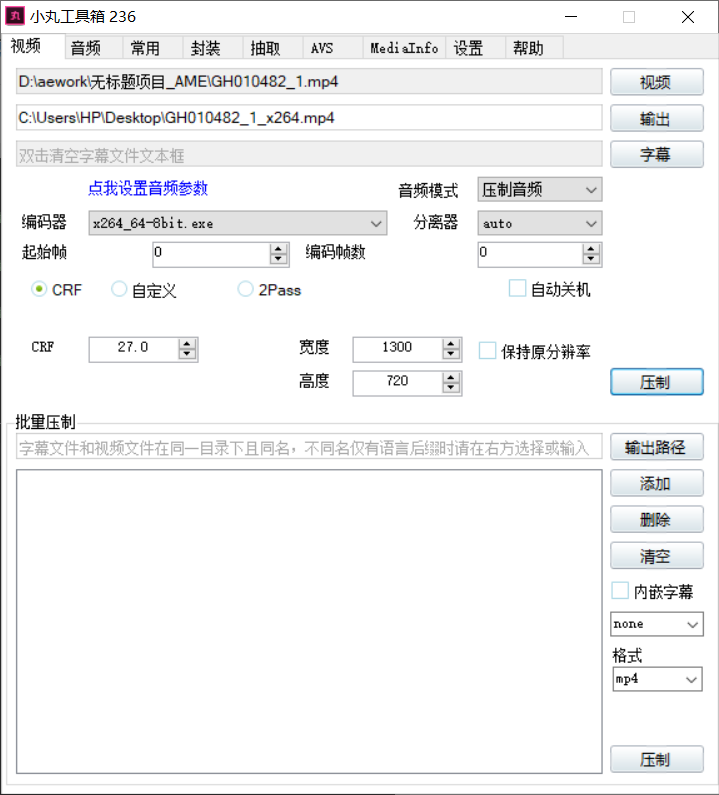 小丸工具箱 236
视频 音频 常用 封装 抽取 AVS MediaInfo 设置 帮助
D:\aework\无标题项目_AME\GH010482_1.mp4 视频
C:\Users\HP\Desktop\GH010482_1_x264.mp4 输出
双击清空字幕文件文本框 字幕
点我设置音频参数 音频模式 压制音频
编码器 x264_64-8bit.exe 分离器 auto
起始帧 0 编码帧数 0
CRF 自定义 2Pass 自动关机
CRF 27.0 宽度 1300 保持原分辨率
高度 720 压制
批量压制
字幕文件和视频文件在同一目录下且同名，不同名仅有语言后缀时请在右方选择或输入 输出路径
添加
删除
清空
内嵌字幕
none
格式
mp4
压制